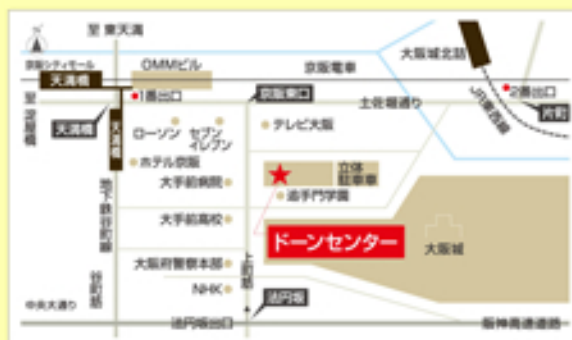 至 東天満
京阪シティモール
天満橋
OMMビル
京阪電車
大阪城北詰
1番出口
京阪東口
土佐堀通り
2番出口
片町
至 淀屋橋
天満橋
天満橋
ローソン
セブン
イレブン
テレビ大阪
JR東西線
ホテル京阪
大手前病院
立体
駐車車
追手門学園
地下鉄谷町線
大手前高校
ドーンセンター
大阪城
大阪府警察本部
上町筋
NHK
谷町筋
法円坂
中央大通り
法円坂出口
阪神高速道路